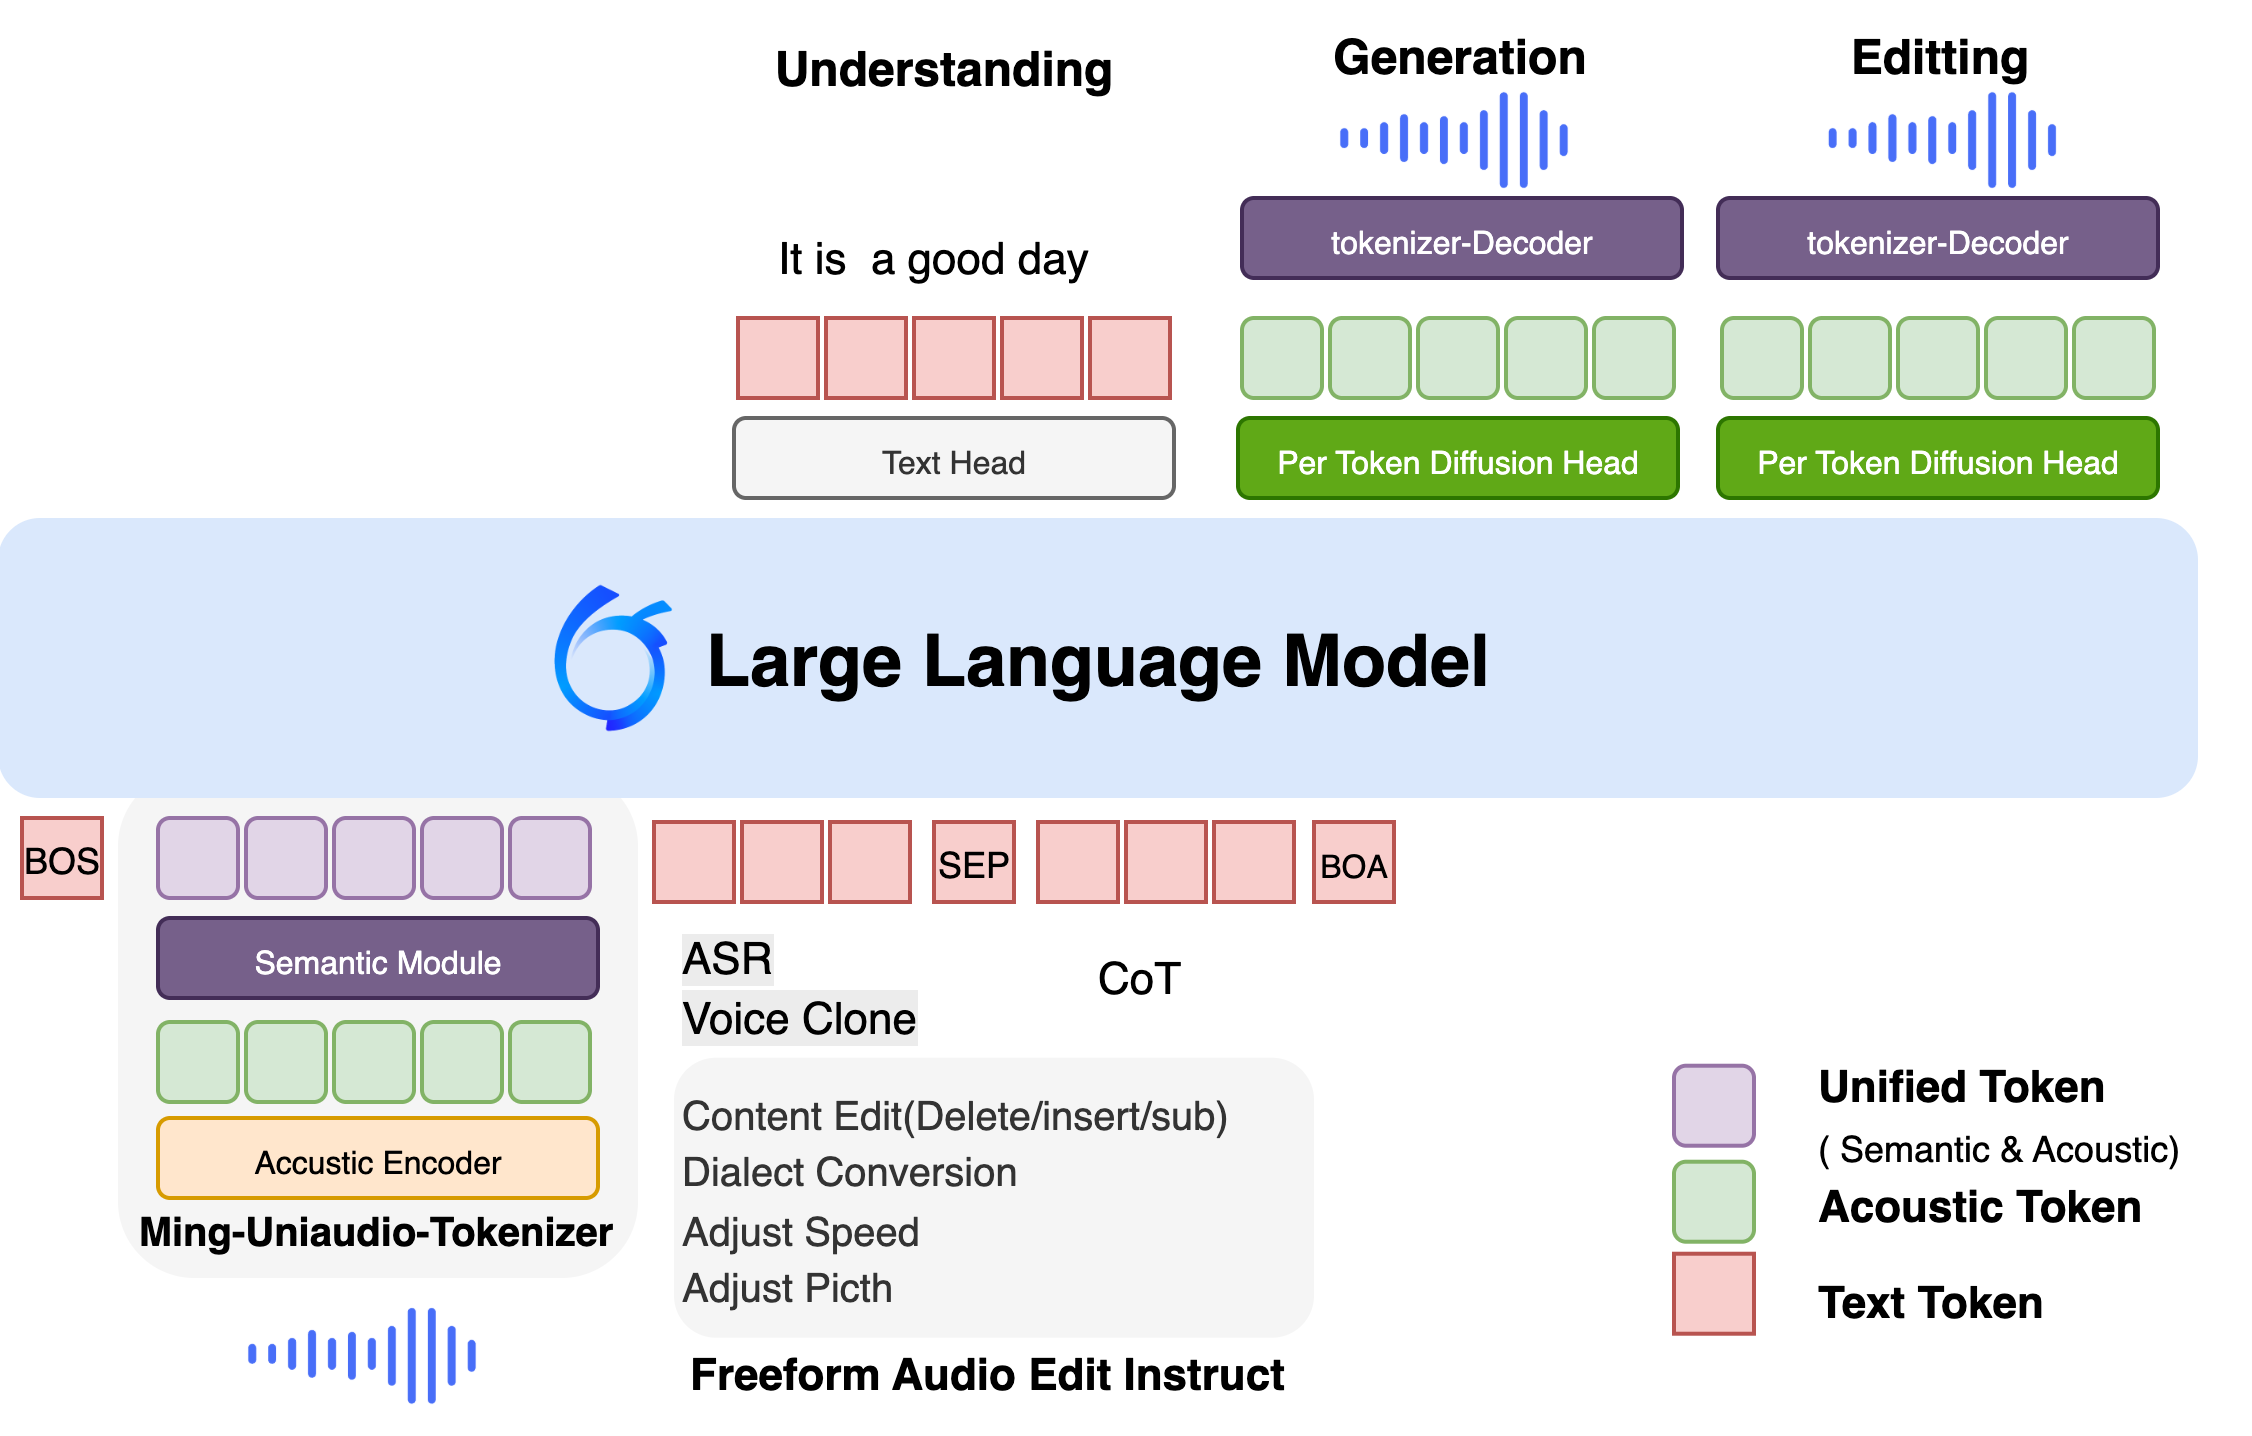 Understanding
Generation
Editting
tokenizer-Decoder
tokenizer-Decoder
It is  a good day
Text Head
Per Token Diffusion Head
Per Token Diffusion Head
Large Language Model
BOS
SEP
BOA
Semantic Module
ASR
Voice Clone
CoT
Accustic Encoder
Ming-Uniaudio-Tokenizer
Content Edit(Delete/insert/sub)
Dialect Conversion
Adjust Speed
Adjust Picth
Freeform Audio Edit Instruct
Unified Token
( Semantic & Acoustic)
Acoustic Token
Text Token